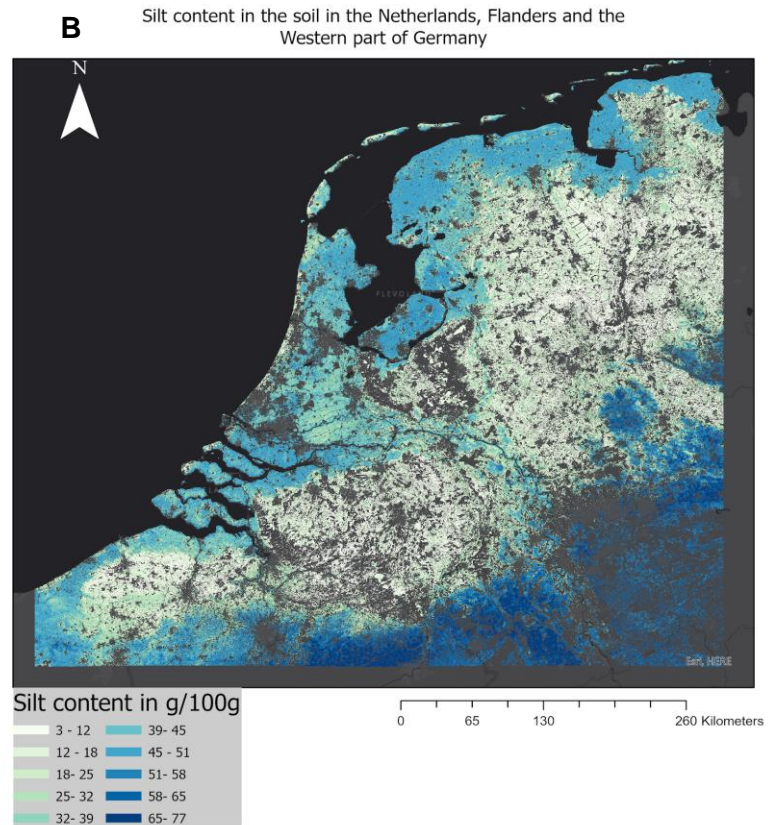 B
Silt content in the soil in the Netherlands, Flanders and the
Western part of Germany
N
FLEVOLAND
Esri, HERE
Silt content in g/100g
3 - 12
12 - 18
18- 25
25- 32
32- 39
39- 45
45 - 51
51- 58
58- 65
65- 77
0 65 130 260 Kilometers